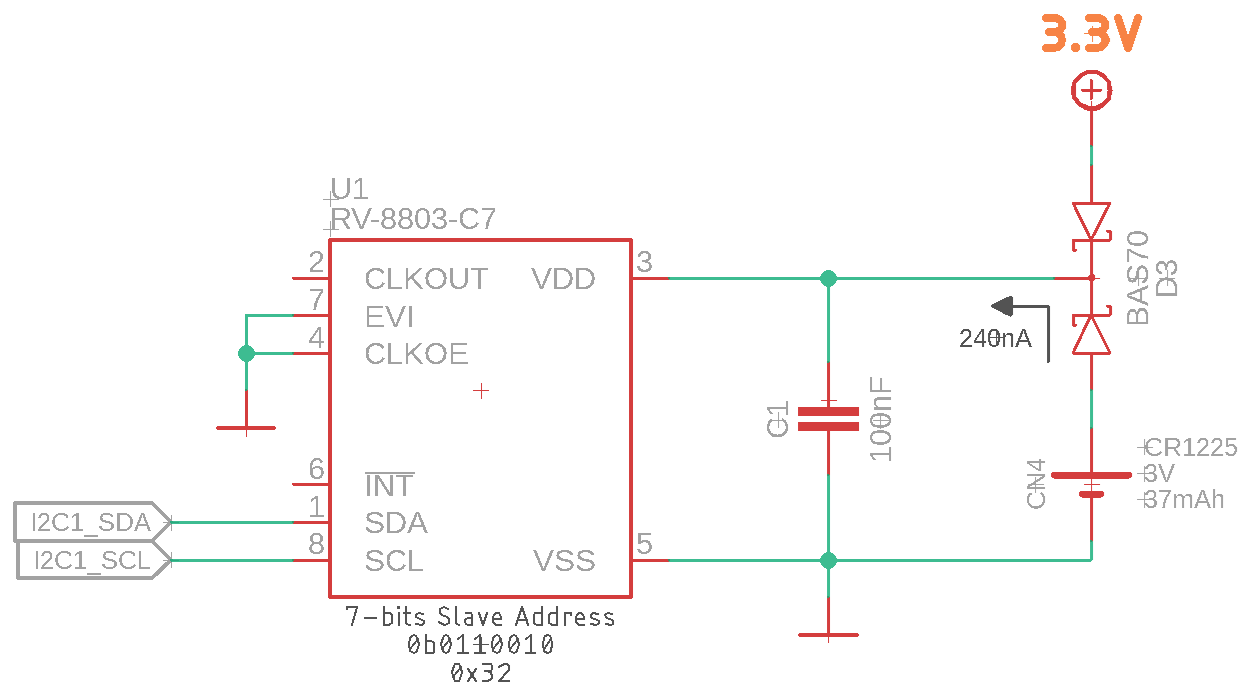 3.3V
U1
RV-8803-C7
2
CLKOUT
VDD
3
7
EVI
4
CLKOE
BAS70
D3
240nA
C1
100nF
CN4
CR1225
3V
37mAh
6
INT
1
SDA
I2C1_SDA
8
SCL
I2C1_SCL
VSS
5
7-bits Slave Address
0b0110010
0x32